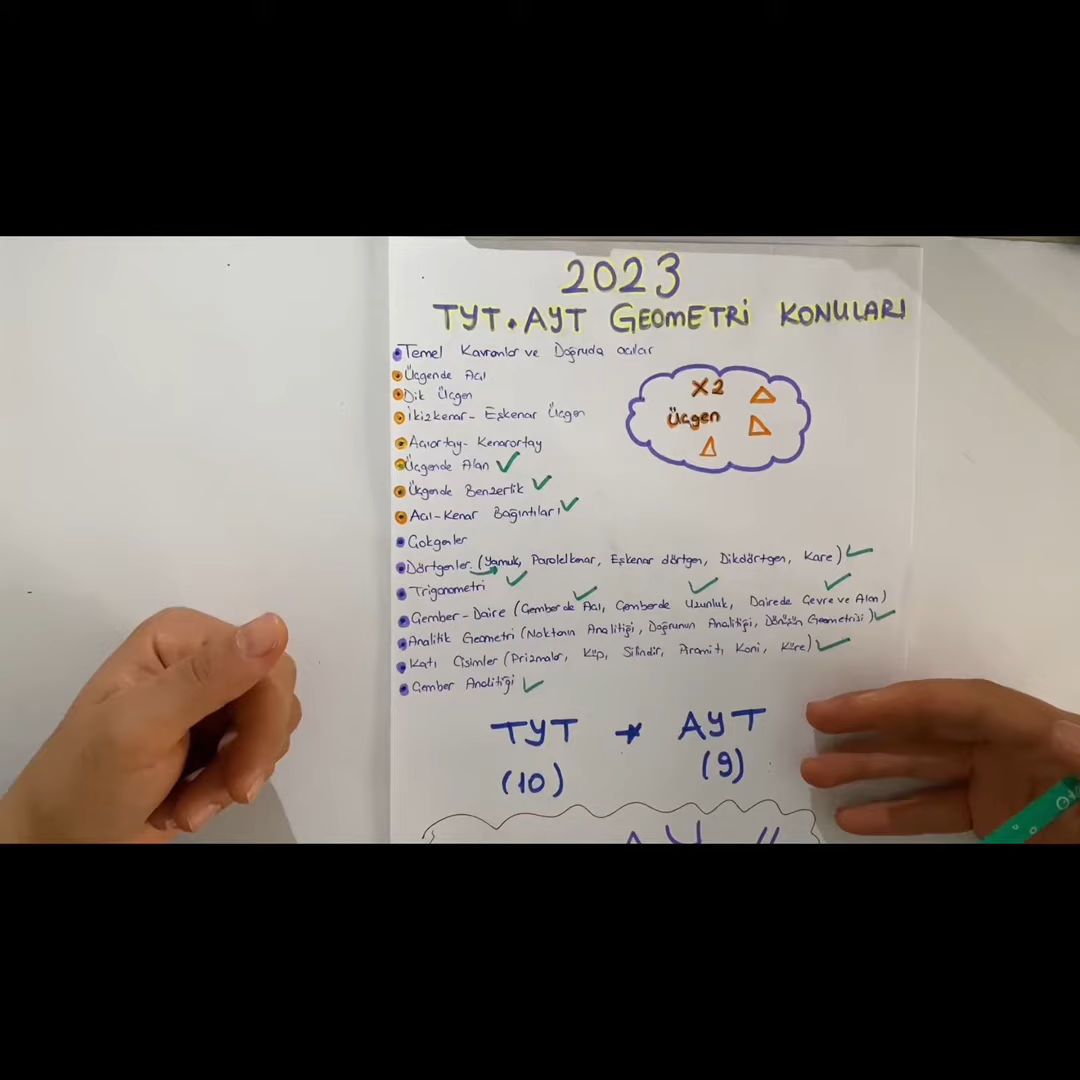 2023
TYT.AYT GEOMETRİ KONULARI
Temel Kavramlar ve Doğruda açılar
Üçgende Açı
Dik Üçgen
İkizkenar- Eşkenar Üçgen
Açıortay- Kenarortay
Üçgende Alan
Üçgende Benzerlik
Açı-Kenar Bağıntıları
Çokgenler
Dörtgenler (Yamuk, Paralelkenar, Eşkenar dörtgen, Dikdörtgen, Kare)
Trigonometri
Çember-Daire (Çemberde Açı, Çemberde Uzunluk, Dairede Çevre ve Alan)
Analitik Geometri (Noktanın Analitiği, Doğrunun Analitiği, Dönüşüm Geometrisi)
Katı Cisimler (Prizmalar, Küp, Silindir, Piramit, Koni, Küre)
Çember Analitiği
X2
Üçgen
TYT → AYT
(10) (9)